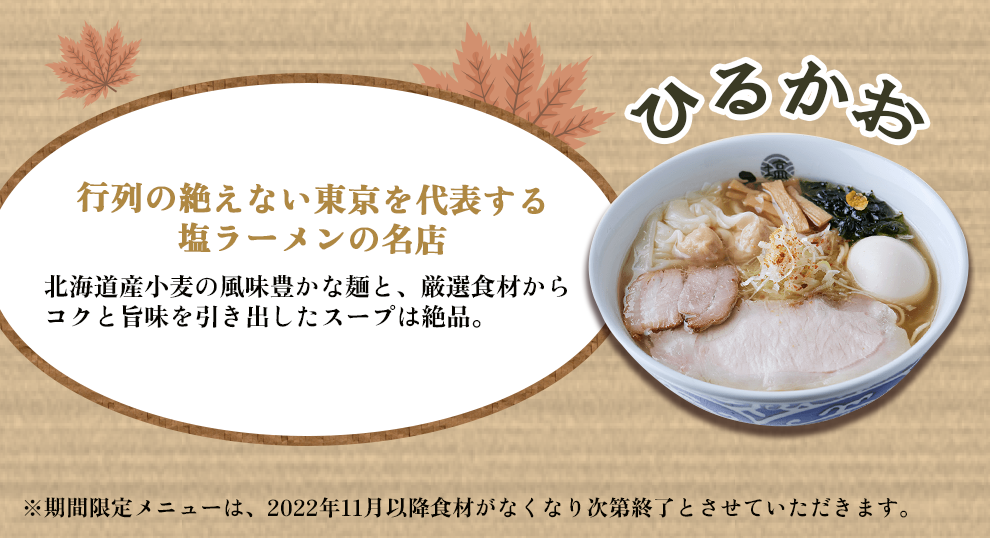 ひるかお
塩
行列の絶えない東京を代表する
塩ラーメンの名店
北海道産小麦の風味豊かな麺と、厳選食材から
コクと旨味を引き出したスープは絶品。
※期間限定メニューは、2022年11月以降食材がなくなり次第終了とさせていただきます。